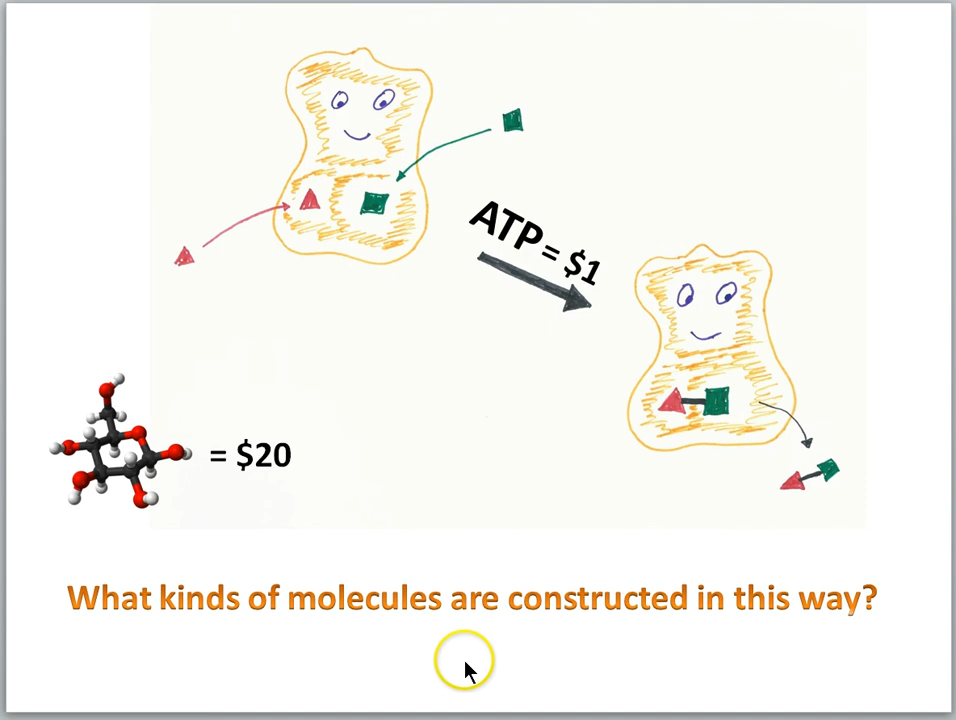 ATP = $1
= $20
What kinds of molecules are constructed in this way?